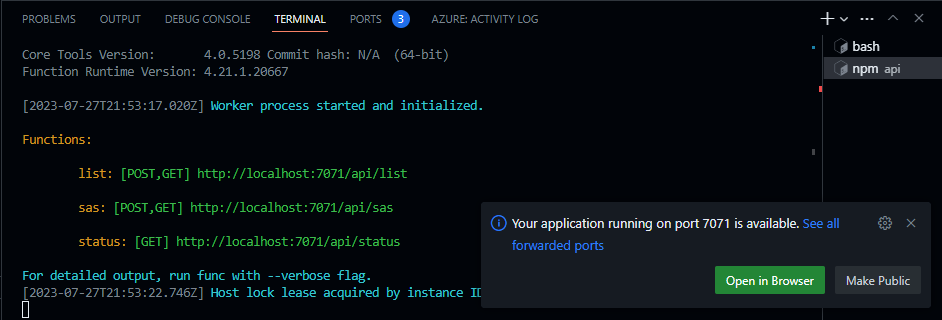 PROBLEMS OUTPUT DEBUG CONSOLE TERMINAL PORTS 3 AZURE: ACTIVITY LOG
Core Tools Version: 4.0.5198 Commit hash: N/A (64-bit)
Function Runtime Version: 4.21.1.20667
[2023-07-27T21:53:17.020Z] Worker process started and initialized.
Functions:
list: [POST,GET] http://localhost:7071/api/list
sas: [POST,GET] http://localhost:7071/api/sas
status: [GET] http://localhost:7071/api/status
For detailed output, run func with --verbose flag.
[2023-07-27T21:53:22.746Z] Host lock lease acquired by instance ID
bash
npm api
Your application running on port 7071 is available. See all
forwarded ports
Open in Browser
Make Public